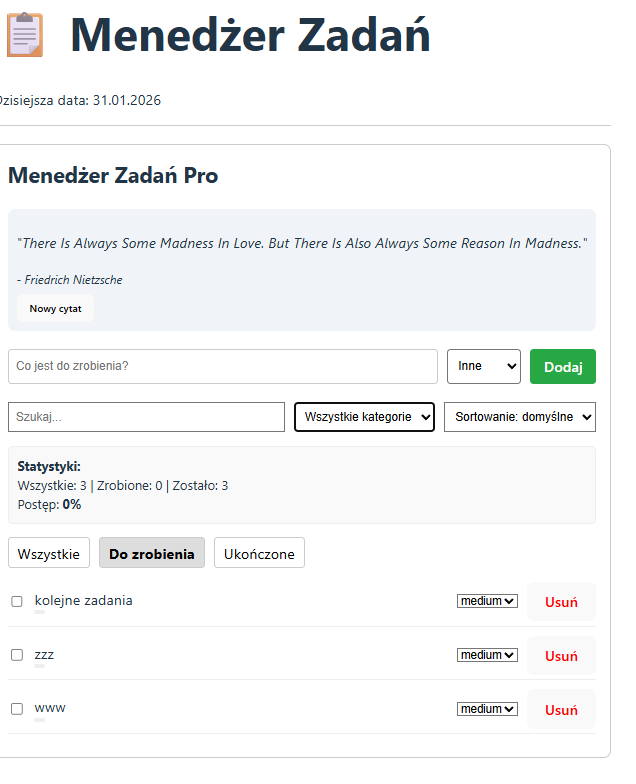 Menedżer Zadań
Dzisiejsza data: 31.01.2026
Menedżer Zadań Pro
"There Is Always Some Madness In Love. But There Is Also Always Some Reason In Madness."
- Friedrich Nietzsche
Nowy cytat
Co jest do zrobienia? Inne Dodaj
Szukaj... Wszystkie kategorie Sortowanie: domyślne
Statystyki:
Wszystkie: 3 | Zrobione: 0 | Zostało: 3
Postęp: 0%
Wszystkie Do zrobienia Ukończone
kolejne zadania medium Usuń
zzz medium Usuń
www medium Usuń